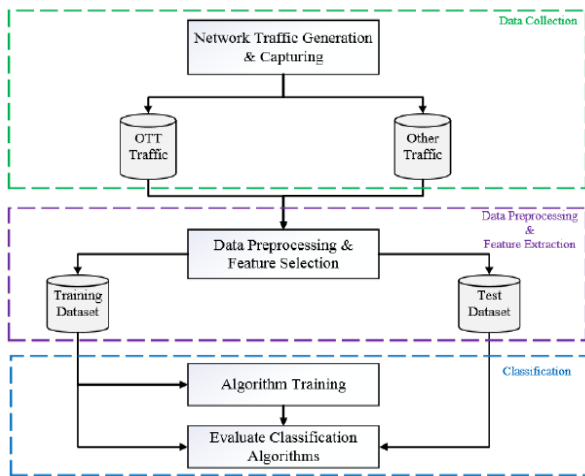 Data Collection
Network Traffic Generation
& Capturing
OTT
Traffic
Other
Traffic
Data Preprocessing
&
Feature Extraction
Data Preprocessing &
Feature Selection
Training
Dataset
Test
Dataset
Classification
Algorithm Training
Evaluate Classification
Algorithms